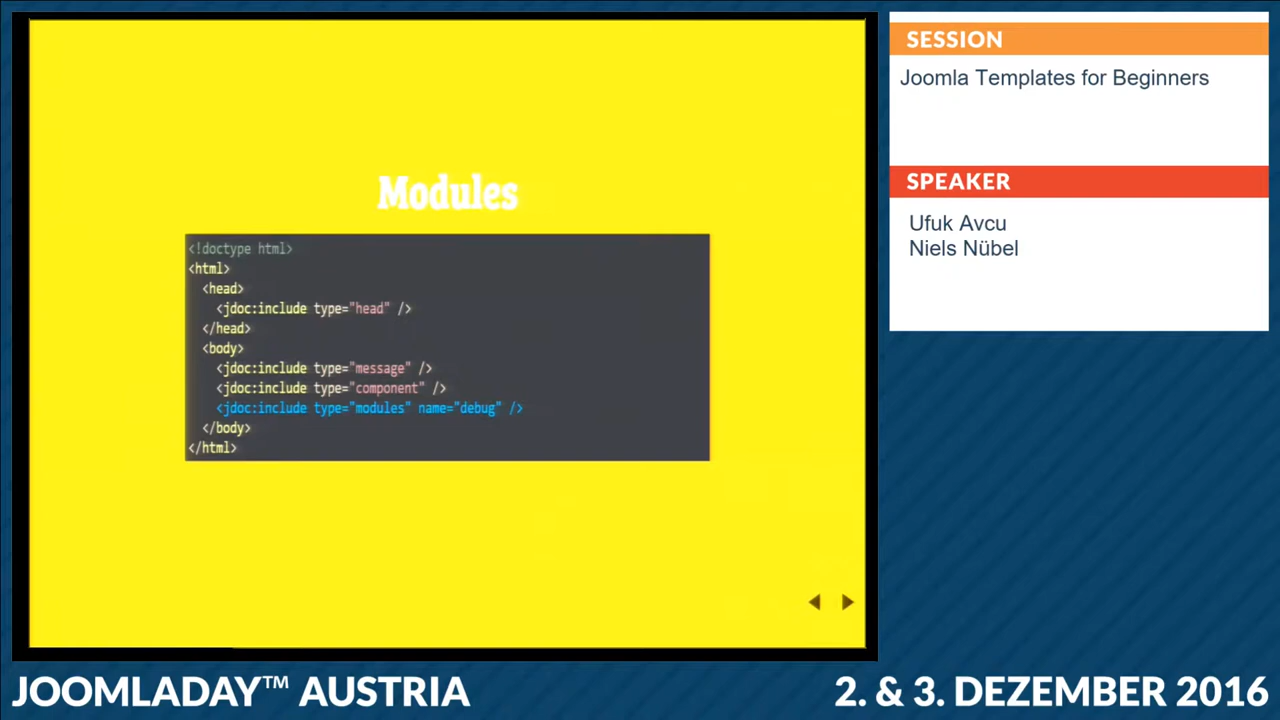 Modules
<!doctype html>
<html>
<head>
<jdoc:include type="head" />
</head>
<body>
<jdoc:include type="message" />
<jdoc:include type="component" />
<jdoc:include type="modules" name="debug" />
</body>
</html>
SESSION
Joomla Templates for Beginners
SPEAKER
Ufuk Avcu
Niels Nübel
JOOMLADAY™ AUSTRIA
2. & 3. DEZEMBER 2016